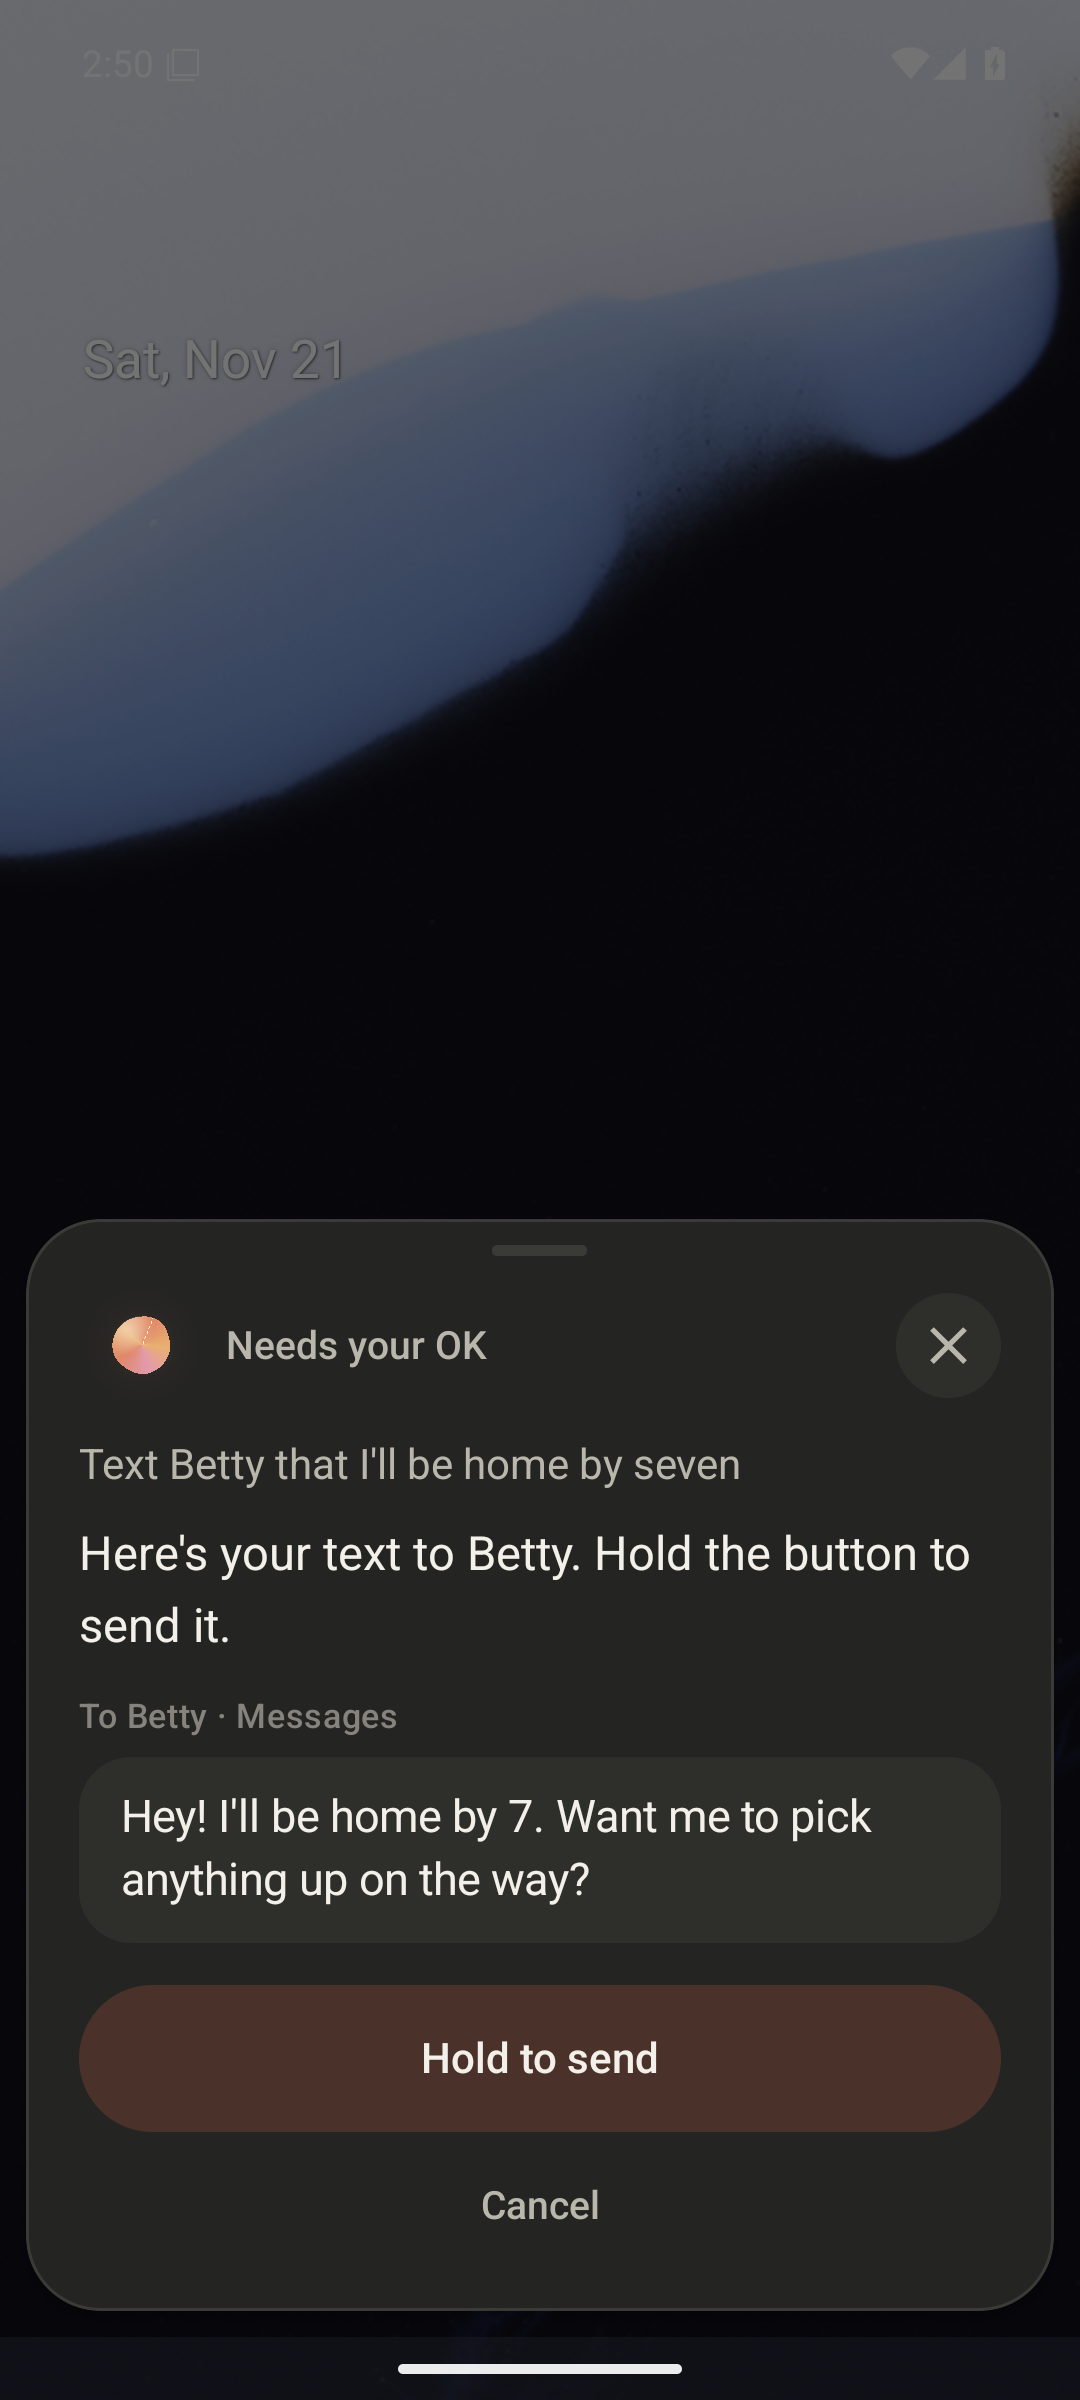 2:50
Sat, Nov 21
Needs your OK
Text Betty that I'll be home by seven
Here's your text to Betty. Hold the button to
send it.
To Betty · Messages
Hey! I'll be home by 7. Want me to pick
anything up on the way?
Hold to send
Cancel